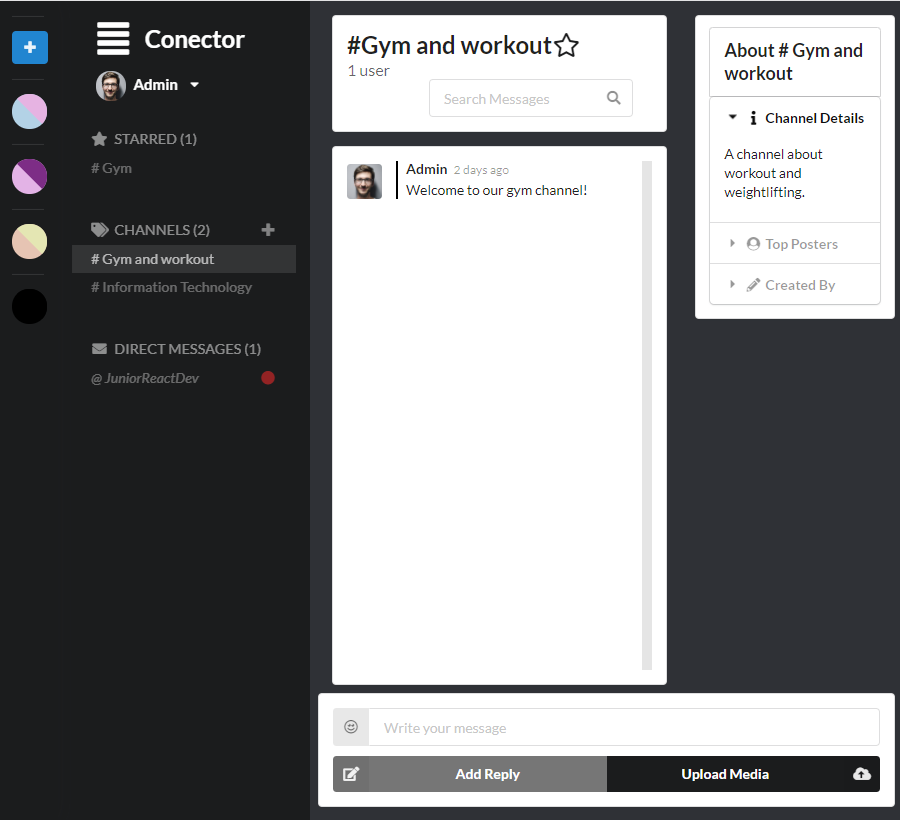 Conector
Admin
STARRED (1)
# Gym
CHANNELS (2)
# Gym and workout
# Information Technology
DIRECT MESSAGES (1)
@ JuniorReactDev
#Gym and workout
1 user
Search Messages
Admin 2 days ago
Welcome to our gym channel!
Write your message
Add Reply
Upload Media
About # Gym and
workout
Channel Details
A channel about
workout and
weightlifting.
Top Posters
Created By